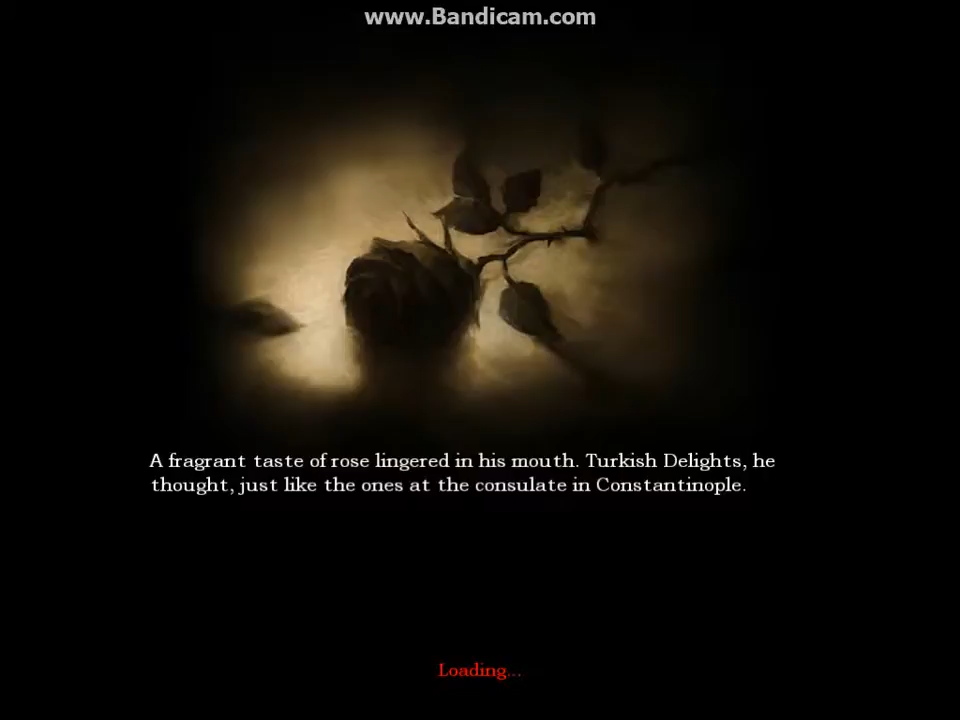 www.Bandicam.com
A fragrant taste of rose lingered in his mouth. Turkish Delights, he
thought, just like the ones at the consulate in Constantinople.
Loading...